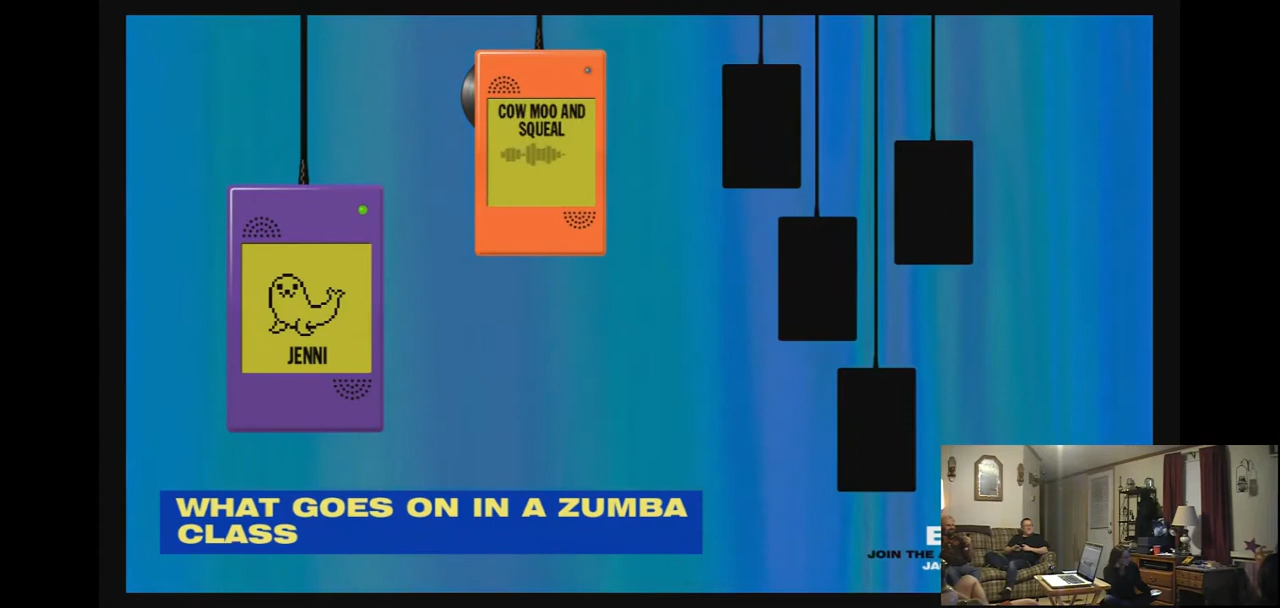 COW MOO AND
SQUEAL
JENNI
WHAT GOES ON IN A ZUMBA
CLASS
JOIN THE